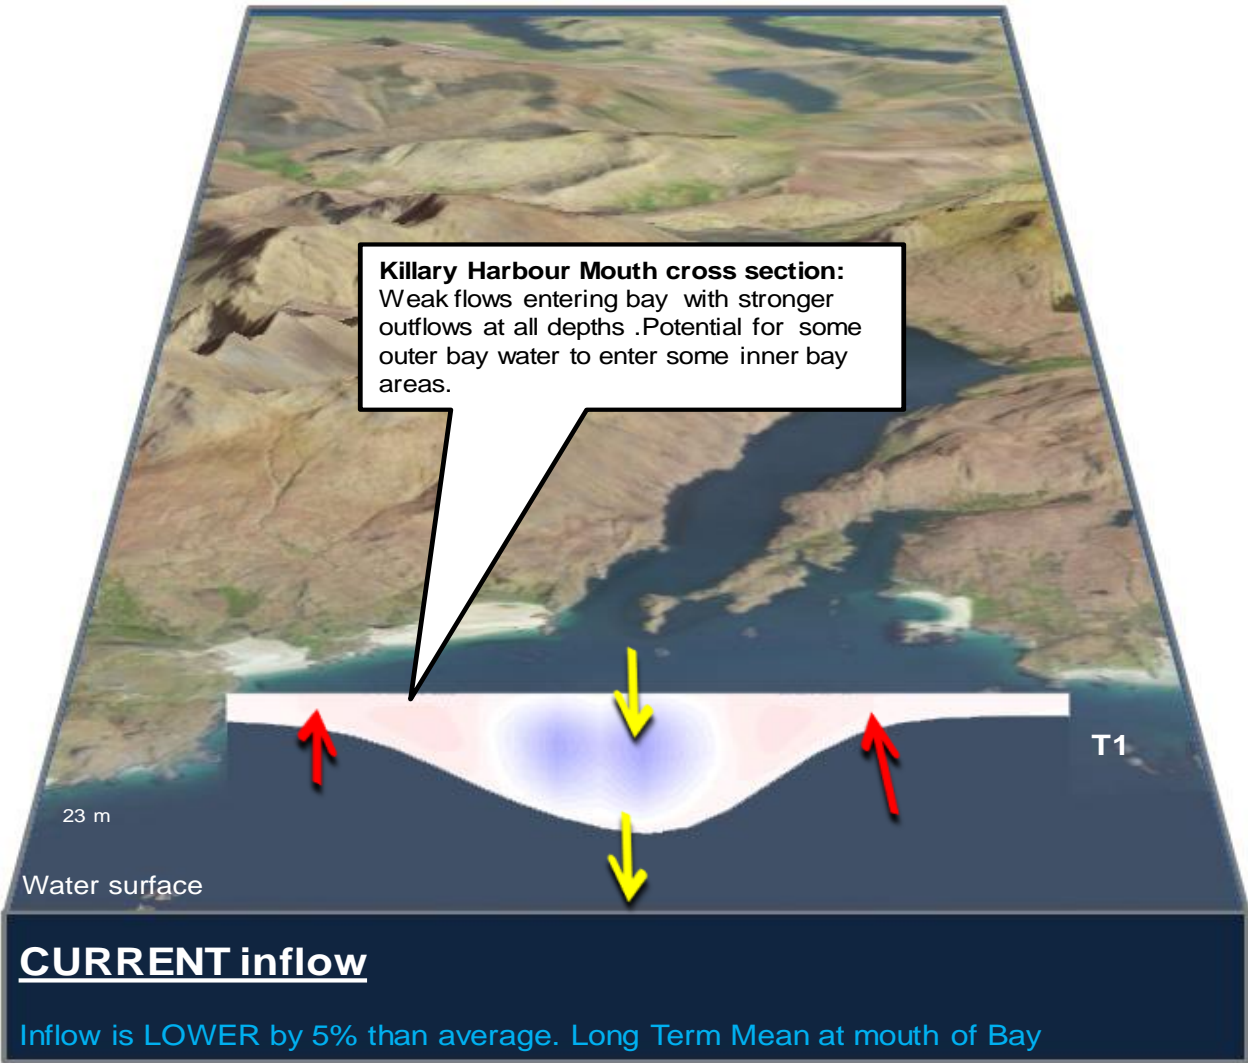 Killary Harbour Mouth cross section:
Weak flows entering bay with stronger
outflows at all depths .Potential for some
outer bay water to enter some inner bay
areas.
T1
23 m
Water surface
CURRENT inflow
Inflow is LOWER by 5% than average. Long Term Mean at mouth of Bay